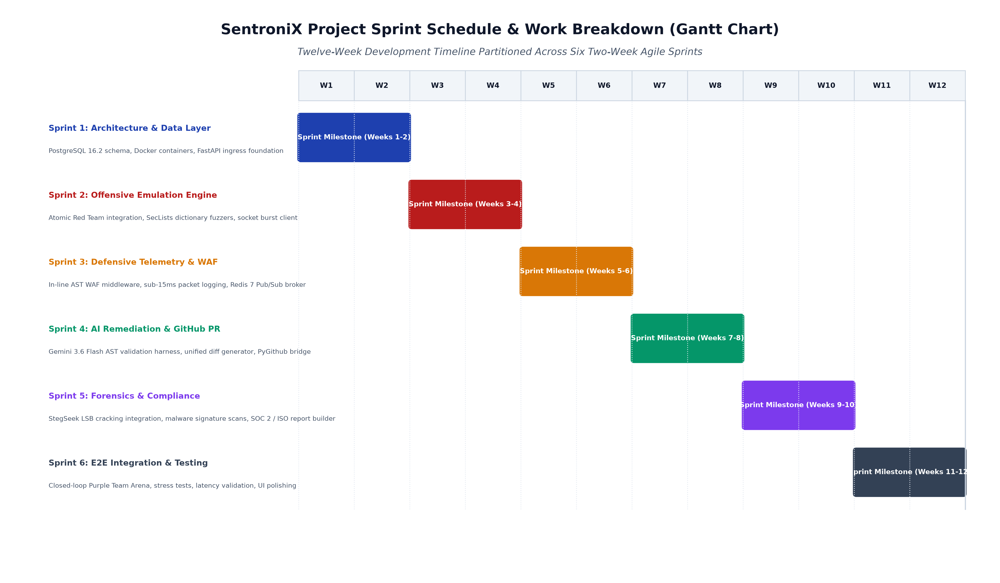 SentroniX Project Sprint Schedule & Work Breakdown (Gantt Chart)
Twelve-Week Development Timeline Partitioned Across Six Two-Week Agile Sprints
W1 W2 W3 W4 W5 W6 W7 W8 W9 W10 W11 W12
Sprint 1: Architecture & Data Layer
Sprint Milestone (Weeks 1-2)
PostgreSQL 16.2 schema, Docker containers, FastAPI ingress foundation
Sprint 2: Offensive Emulation Engine
Sprint Milestone (Weeks 3-4)
Atomic Red Team integration, SecLists dictionary fuzzers, socket burst client
Sprint 3: Defensive Telemetry & WAF
Sprint Milestone (Weeks 5-6)
In-line AST WAF middleware, sub-15ms packet logging, Redis 7 Pub/Sub broker
Sprint 4: AI Remediation & GitHub PR
Sprint Milestone (Weeks 7-8)
Gemini 3.6 Flash AST validation harness, unified diff generator, PyGithub bridge
Sprint 5: Forensics & Compliance
Sprint Milestone (Weeks 9-10
StegSeek LSB cracking integration, malware signature scans, SOC 2 / ISO report builder
Sprint 6: E2E Integration & Testing
print Milestone (Weeks 11-12
Closed-loop Purple Team Arena, stress tests, latency validation, UI polishing